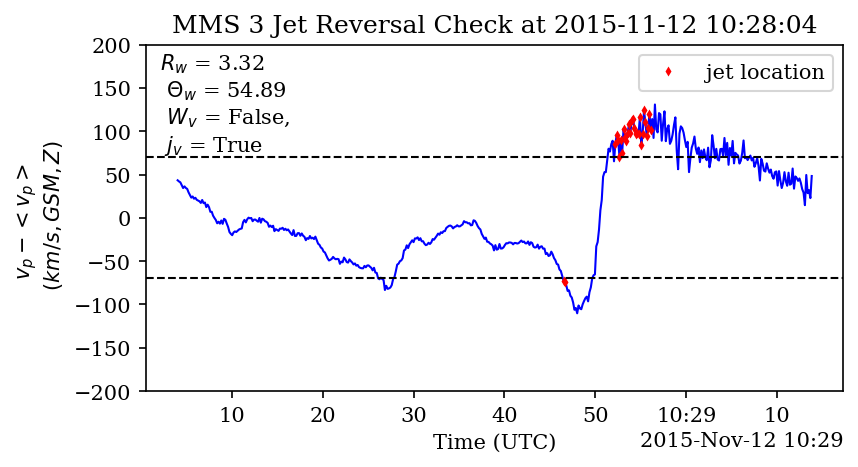 MMS 3 Jet Reversal Check at 2015-11-12 10:28:04
R_w = 3.32
Θ_w = 54.89
W_v = False,
j_v = True
jet location
v_p − < v_p >
(km/s, GSM, Z)
200
150
100
50
0
−50
−100
−150
−200
10 20 30 40 50 10:29 10
Time (UTC)
2015-Nov-12 10:29